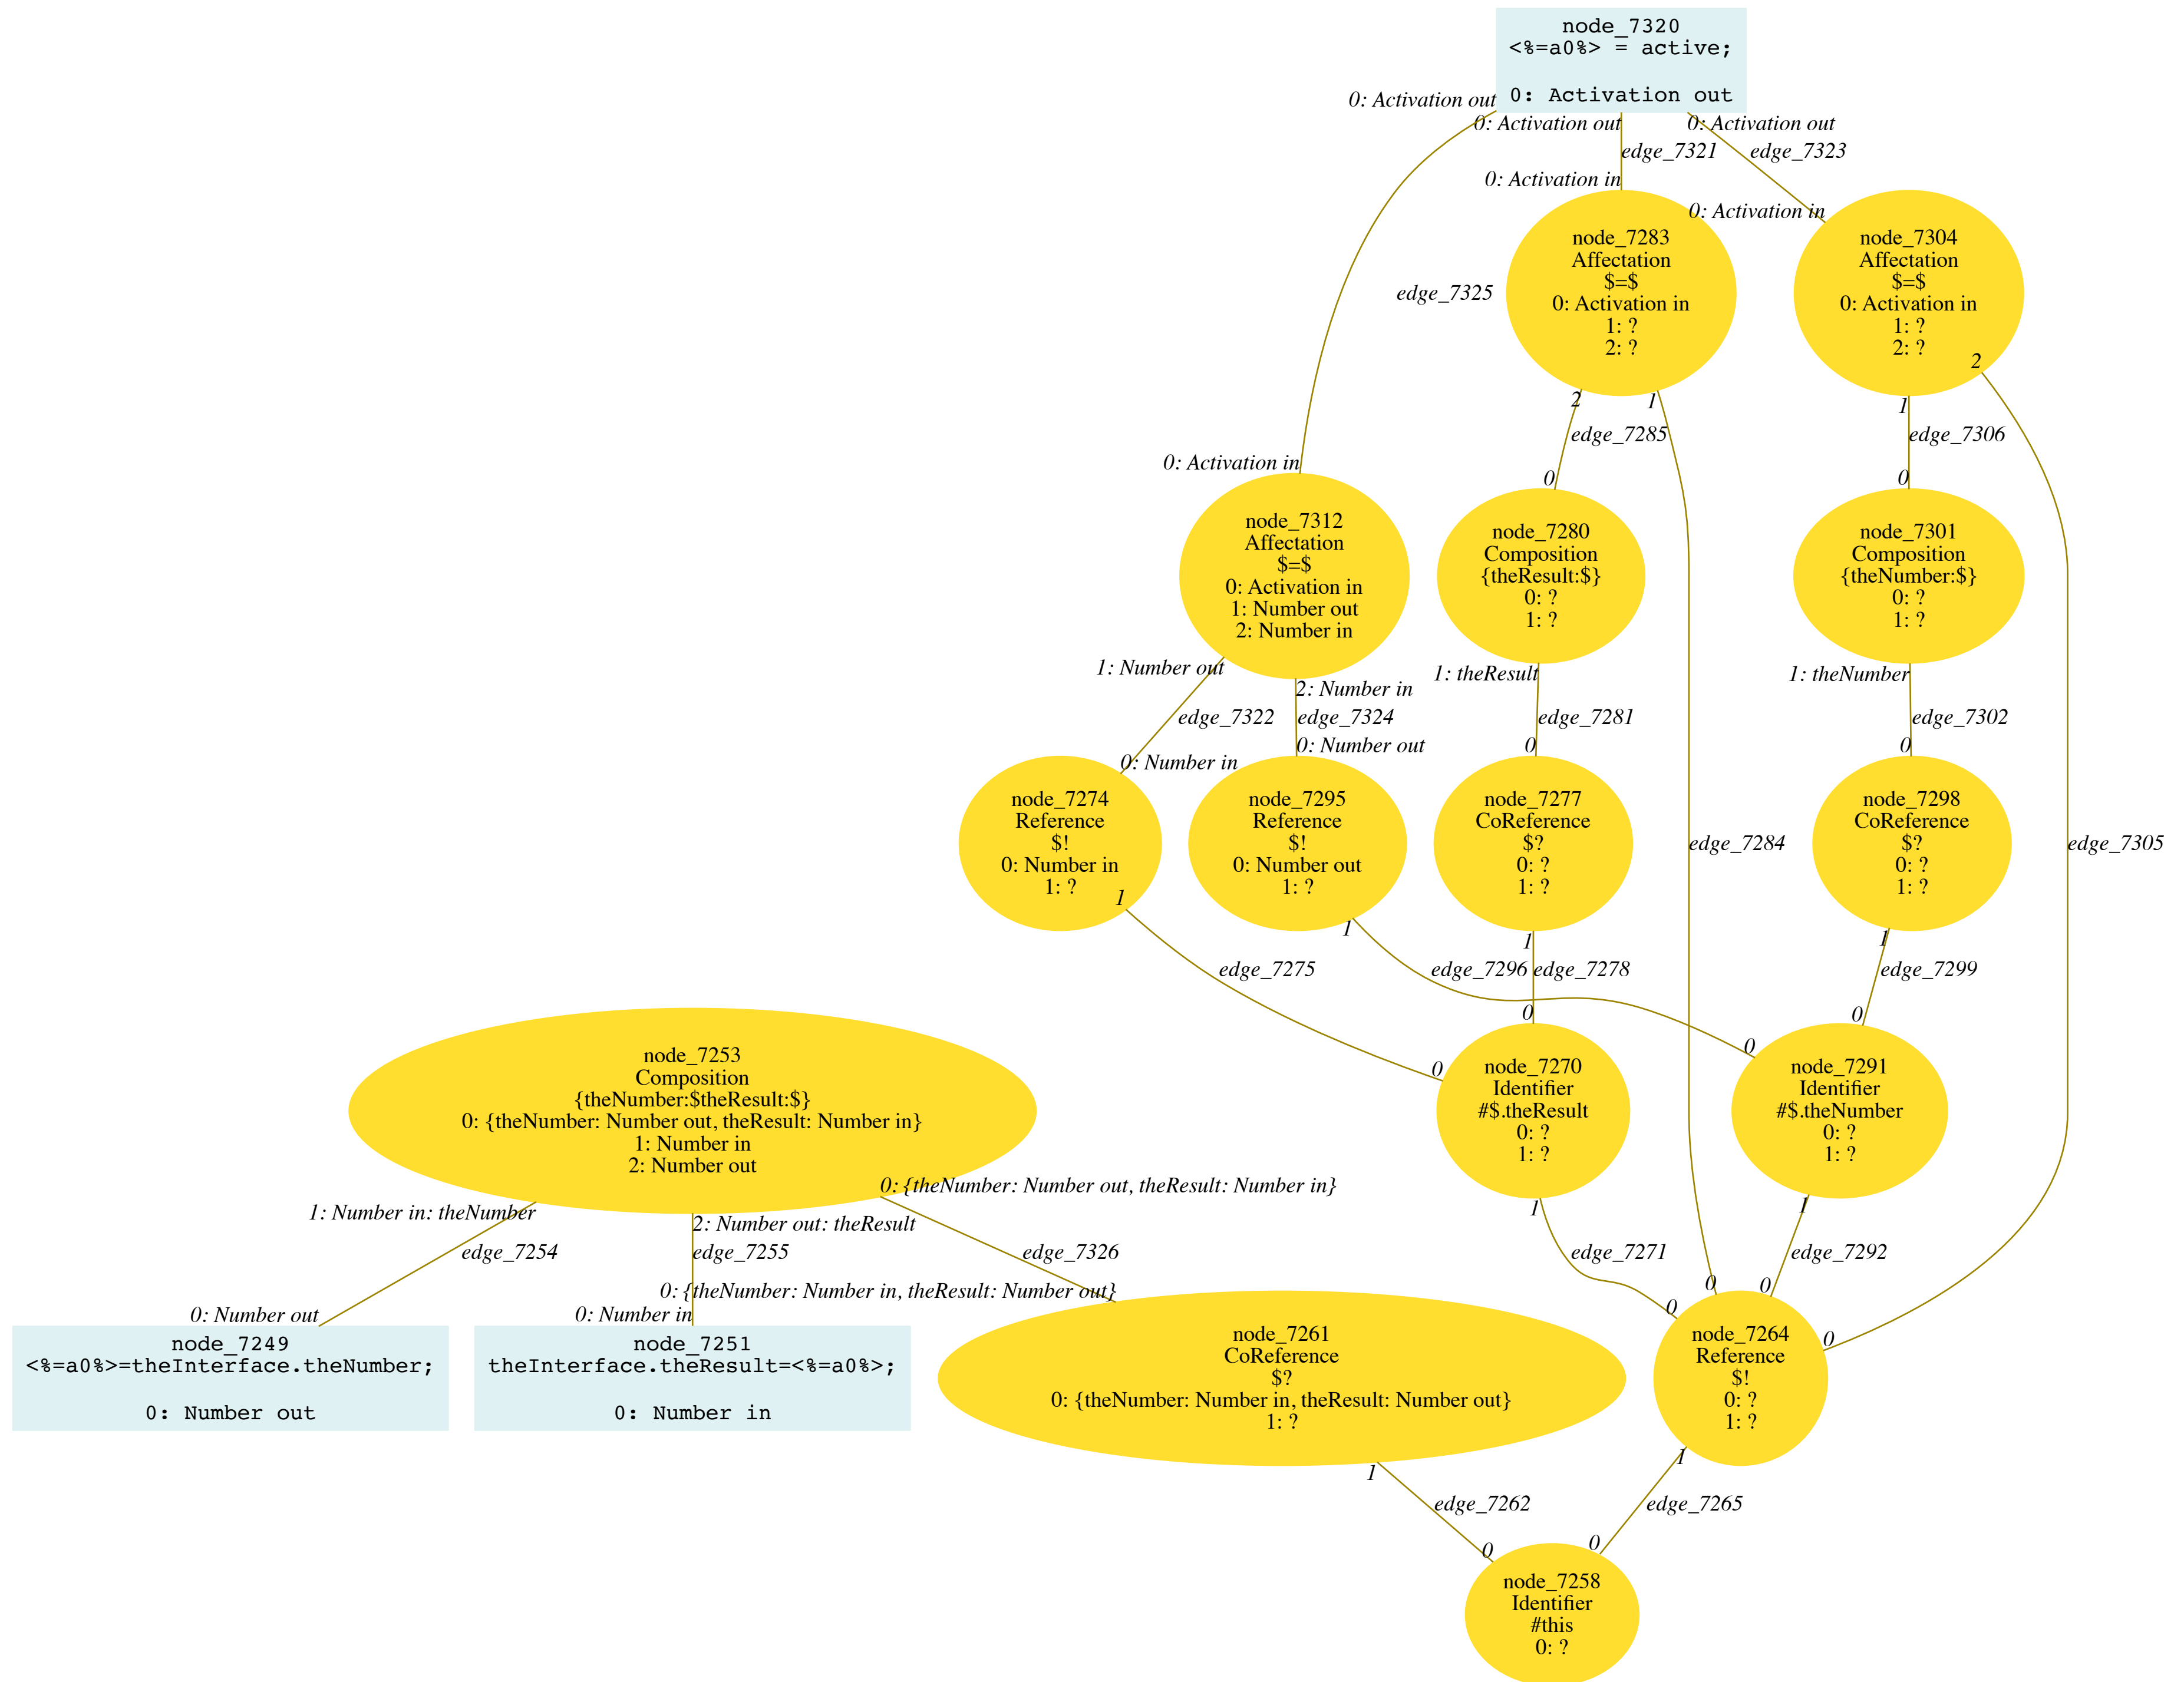 node_7320
<%=a0%> = active;
0: Activation out
0: Activation out
0: Activation out
0: Activation out
edge_7321
edge_7323
0: Activation in
0: Activation in
node_7283
Affectation
$=$
0: Activation in
1: ?
2: ?
node_7304
Affectation
$=$
0: Activation in
1: ?
2: ?
edge_7325
2
1
1
2
edge_7285
edge_7306
0: Activation in
0
0
node_7312
Affectation
$=$
0: Activation in
1: Number out
2: Number in
node_7280
Composition
{theResult:$}
0: ?
1: ?
node_7301
Composition
{theNumber:$}
0: ?
1: ?
1: Number out
2: Number in
1: theResult
1: theNumber
edge_7322
edge_7324
edge_7281
edge_7302
0: Number in
0: Number out
0
0
node_7274
Reference
$!
0: Number in
1: ?
node_7295
Reference
$!
0: Number out
1: ?
node_7277
CoReference
$?
0: ?
1: ?
edge_7284
node_7298
CoReference
$?
0: ?
1: ?
edge_7305
1
1
1
1
edge_7275
edge_7296
edge_7278
edge_7299
0
0
0
0
node_7253
Composition
{theNumber:$theResult:$}
0: {theNumber: Number out, theResult: Number in}
1: Number in
2: Number out
node_7270
Identifier
#$.theResult
0: ?
1: ?
node_7291
Identifier
#$.theNumber
0: ?
1: ?
1: Number in: theNumber
2: Number out: theResult
0: {theNumber: Number out, theResult: Number in}
1
1
edge_7254
edge_7255
edge_7326
edge_7271
edge_7292
0: Number out
0: Number in
0: {theNumber: Number in, theResult: Number out}
0
0
0
0
node_7249
<%=a0%>=theInterface.theNumber;
0: Number out
node_7251
theInterface.theResult=<%=a0%>;
0: Number in
node_7261
CoReference
$?
0: {theNumber: Number in, theResult: Number out}
1: ?
node_7264
Reference
$!
0: ?
1: ?
1
1
edge_7262
edge_7265
0
0
node_7258
Identifier
#this
0: ?